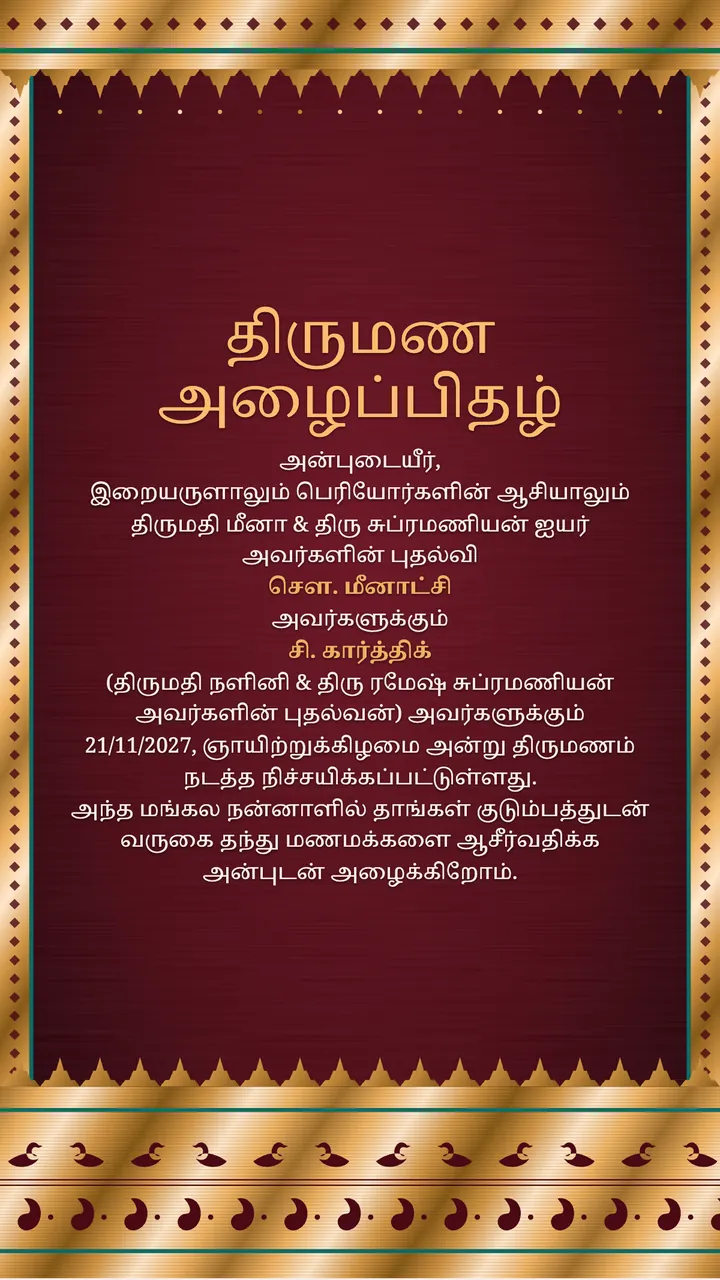 திருமண
அழைப்பிதழ்
அன்புடையீர்,
இறையருளாலும் பெரியோர்களின் ஆசியாலும்
திருமதி மீனா & திரு சுப்ரமணியன் ஐயர்
அவர்களின் புதல்வி
சௌ. மீனாட்சி
அவர்களுக்கும்
சி. கார்த்திக்
(திருமதி நளினி & திரு ரமேஷ் சுப்ரமணியன்
அவர்களின் புதல்வன்) அவர்களுக்கும்
21/11/2027, ஞாயிற்றுக்கிழமை அன்று திருமணம்
நடத்த நிச்சயிக்கப்பட்டுள்ளது.
அந்த மங்கல நன்னாளில் தாங்கள் குடும்பத்துடன்
வருகை தந்து மணமக்களை ஆசீர்வதிக்க
அன்புடன் அழைக்கிறோம்.